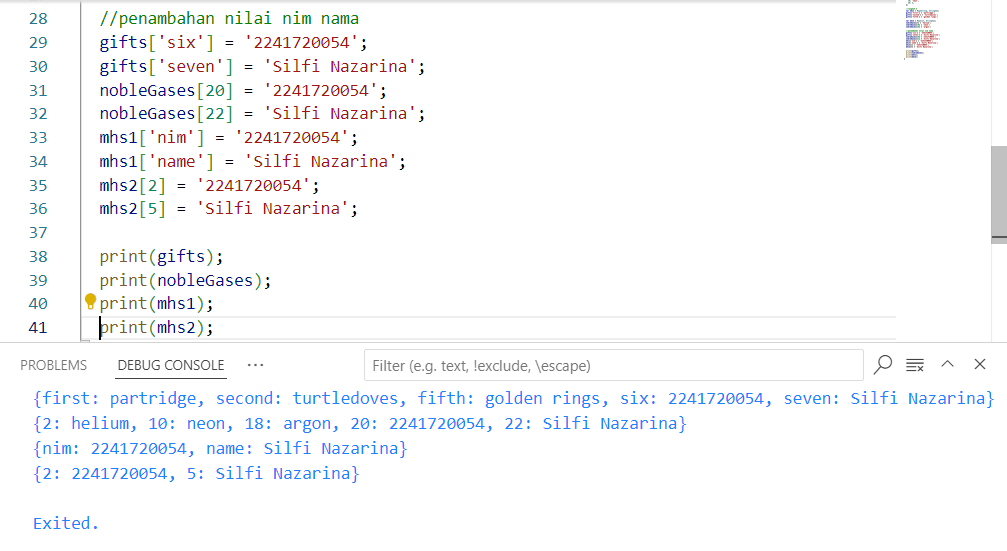 28 //penambahan nilai nim nama
29 gifts['six'] = '2241720054';
30 gifts['seven'] = 'Silfi Nazarina';
31 nobleGases[20] = '2241720054';
32 nobleGases[22] = 'Silfi Nazarina';
33 mhs1['nim'] = '2241720054';
34 mhs1['name'] = 'Silfi Nazarina';
35 mhs2[2] = '2241720054';
36 mhs2[5] = 'Silfi Nazarina';
37
38 print(gifts);
39 print(nobleGases);
40 print(mhs1);
41 print(mhs2);
PROBLEMS DEBUG CONSOLE ··· Filter (e.g. text, !exclude, \escape)
{first: partridge, second: turtledoves, fifth: golden rings, six: 2241720054, seven: Silfi Nazarina}
{2: helium, 10: neon, 18: argon, 20: 2241720054, 22: Silfi Nazarina}
{nim: 2241720054, name: Silfi Nazarina}
{2: 2241720054, 5: Silfi Nazarina}
Exited.